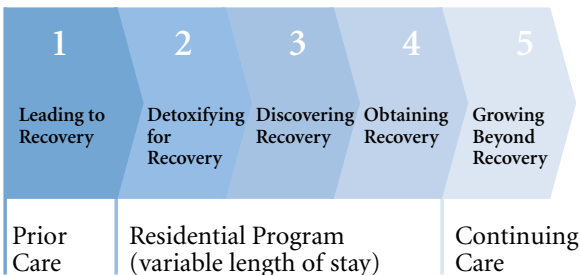 1
2
3
4
5
Leading to
Recovery
Detoxifying
for
Recovery
Discovering
Recovery
Obtaining
Recovery
Growing
Beyond
Recovery
Prior
Care
Residential Program
(variable length of stay)
Continuing
Care